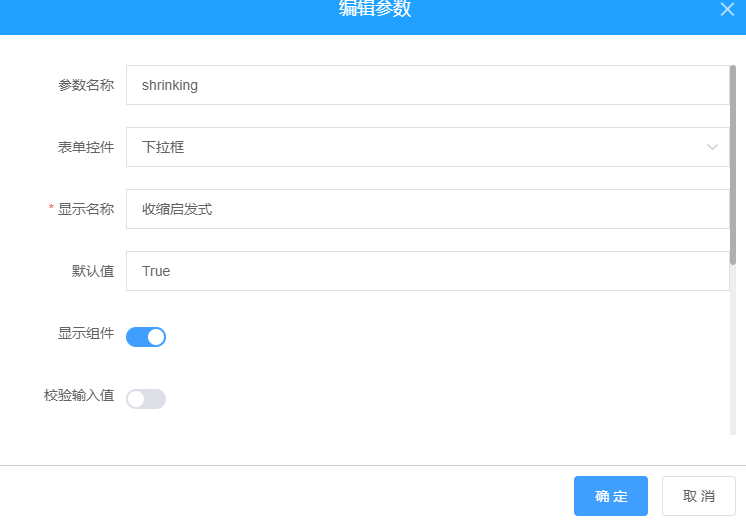 编辑参数
参数名称 shrinking
表单控件 下拉框
* 显示名称 收缩启发式
默认值 True
显示组件
校验输入值
确定 取消